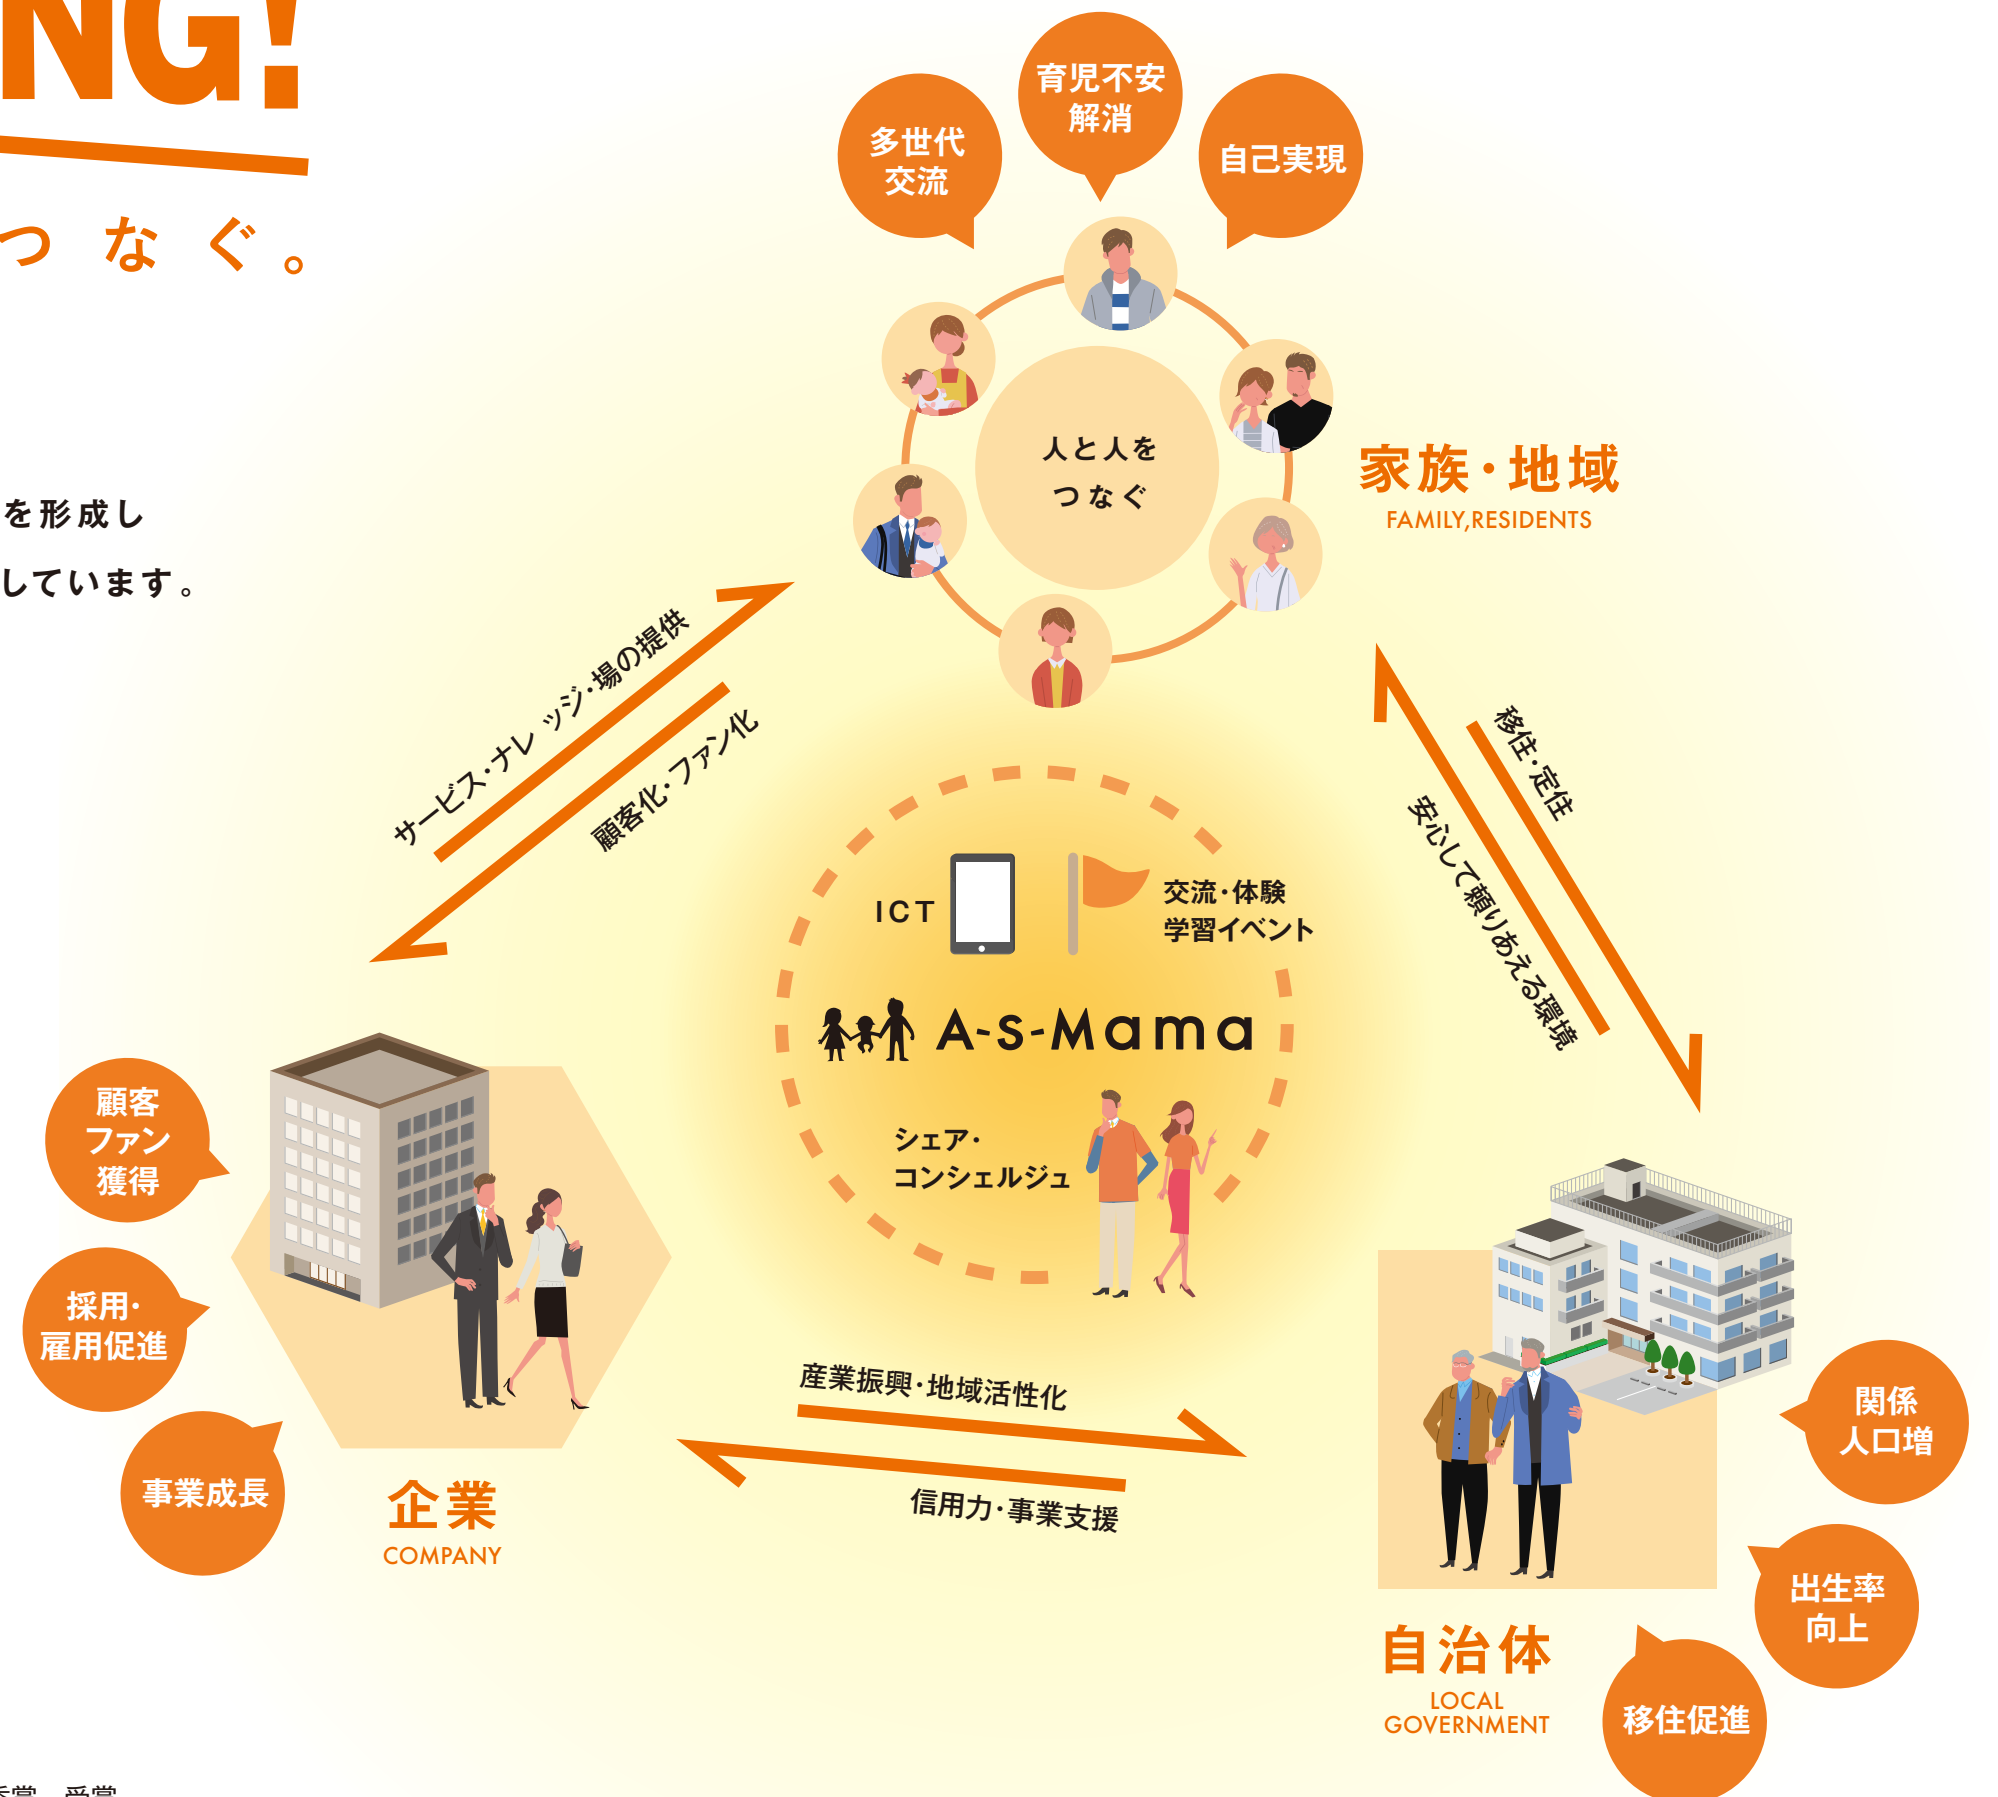 NG!
つなぐ。
を形成し
しています。
多世代
交流
育児不安
解消
自己実現
人と人を
つなぐ
家族・地域
FAMILY,RESIDENTS
サービス・ナレッジ・場の提供
顧客化・ファン化
移住・定住
安心して頼りあえる環境
ICT
交流・体験
学習イベント
A-s-Mama
シェア・
コンシェルジュ
顧客
ファン
獲得
採用・
雇用促進
事業成長
企業
COMPANY
産業振興・地域活性化
信用力・事業支援
関係
人口増
出生率
向上
移住促進
自治体
LOCAL
GOVERNMENT